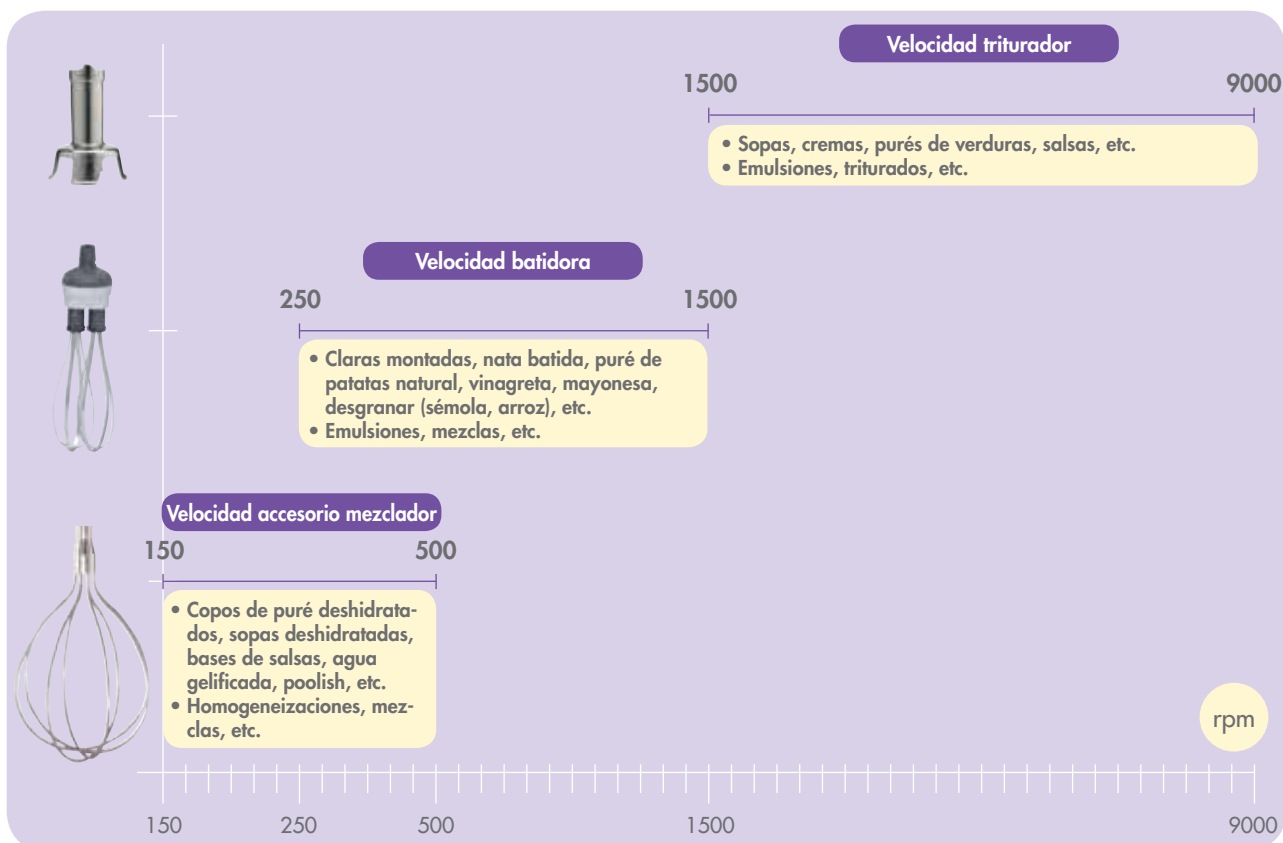 Velocidad triturador
1500
9000
• Sopas, cremas, purés de verduras, salsas, etc.
• Emulsiones, triturados, etc.
Velocidad batidora
250
1500
• Claras montadas, nata batida, puré de
patatas natural, vinagreta, mayonesa,
desgranar (sémola, arroz), etc.
• Emulsiones, mezclas, etc.
Velocidad accesorio mezclador
150
500
• Copos de puré deshidrata-
dos, sopas deshidratadas,
bases de salsas, agua
gelificada, poolish, etc.
• Homogeneizaciones, mez-
clas, etc.
rpm
150
250
500
1500
9000